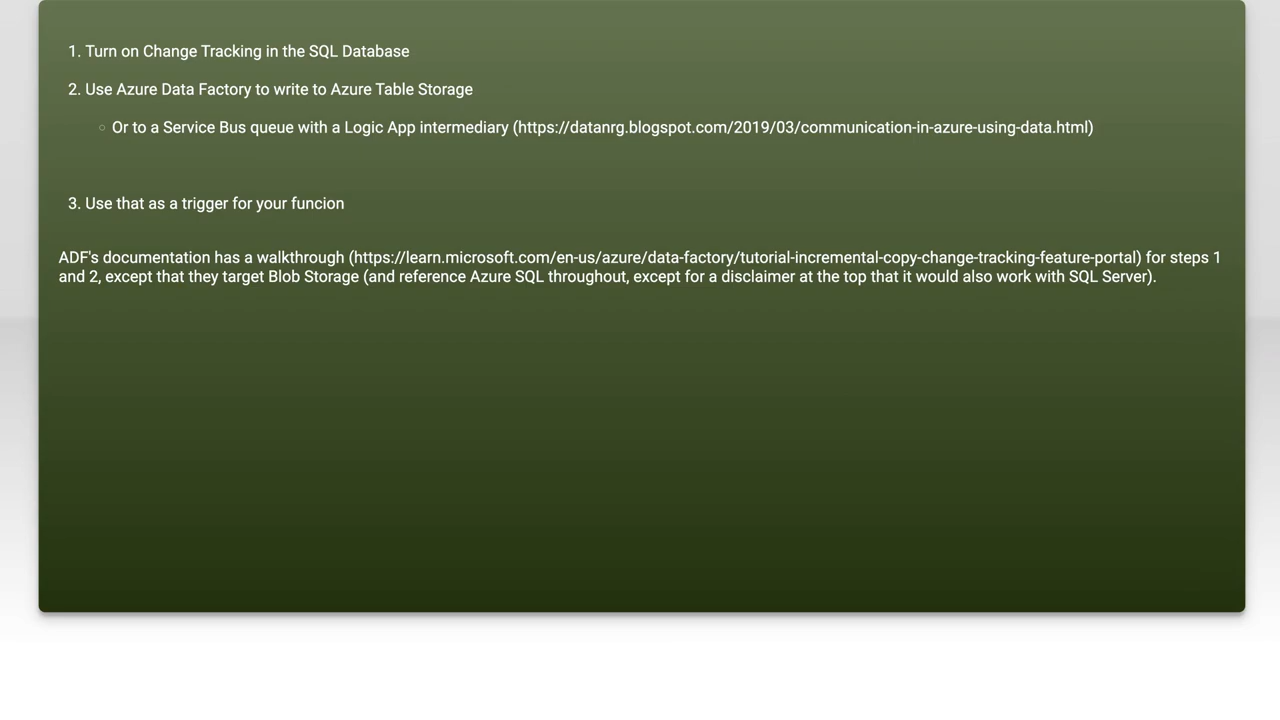 1. Turn on Change Tracking in the SQL Database
2. Use Azure Data Factory to write to Azure Table Storage
○ Or to a Service Bus queue with a Logic App intermediary (https://datanrg.blogspot.com/2019/03/communication-in-azure-using-data.html)
3. Use that as a trigger for your funcion
ADF's documentation has a walkthrough (https://learn.microsoft.com/en-us/azure/data-factory/tutorial-incremental-copy-change-tracking-feature-portal) for steps 1
and 2, except that they target Blob Storage (and reference Azure SQL throughout, except for a disclaimer at the top that it would also work with SQL Server).